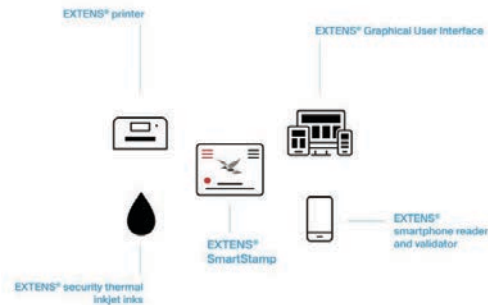 EXTENS® printer
EXTENS® Graphical User Interface
EXTENS®
SmartStamp
EXTENS®
smartphone reader
and validator
EXTENS® security thermal
inkjet inks